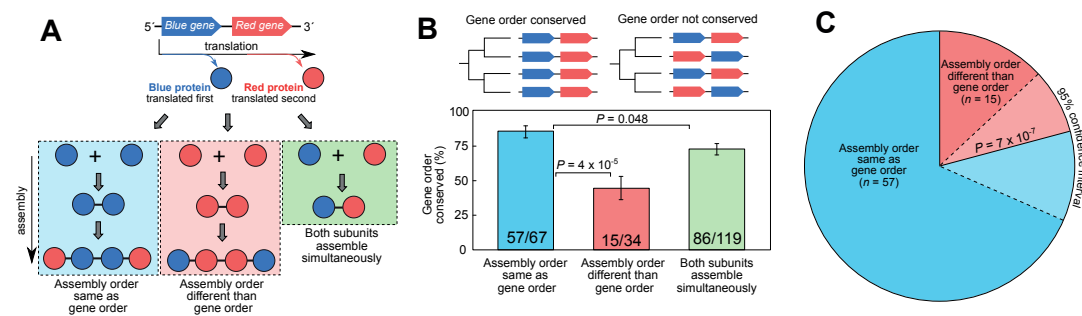 A
5´
Blue gene
Red gene
3´
translation
Blue protein
translated first
Red protein
translated second
assembly
+
+
+
Both subunits
assemble
simultaneously
Assembly order
same as
gene order
Assembly order
different than
gene order
B
Gene order conserved
Gene order not conserved
Gene order
conserved (%)
100
75
50
25
0
P = 0.048
P = 4 x 10-5
57/67
15/34
86/119
Assembly order
same as
gene order
Assembly order
different than
gene order
Both subunits
assemble
simultaneously
C
Assembly order
different than
gene order
(n = 15)
Assembly order
same as
gene order
(n = 57)
P = 7 x 10-7
95% confidence interval